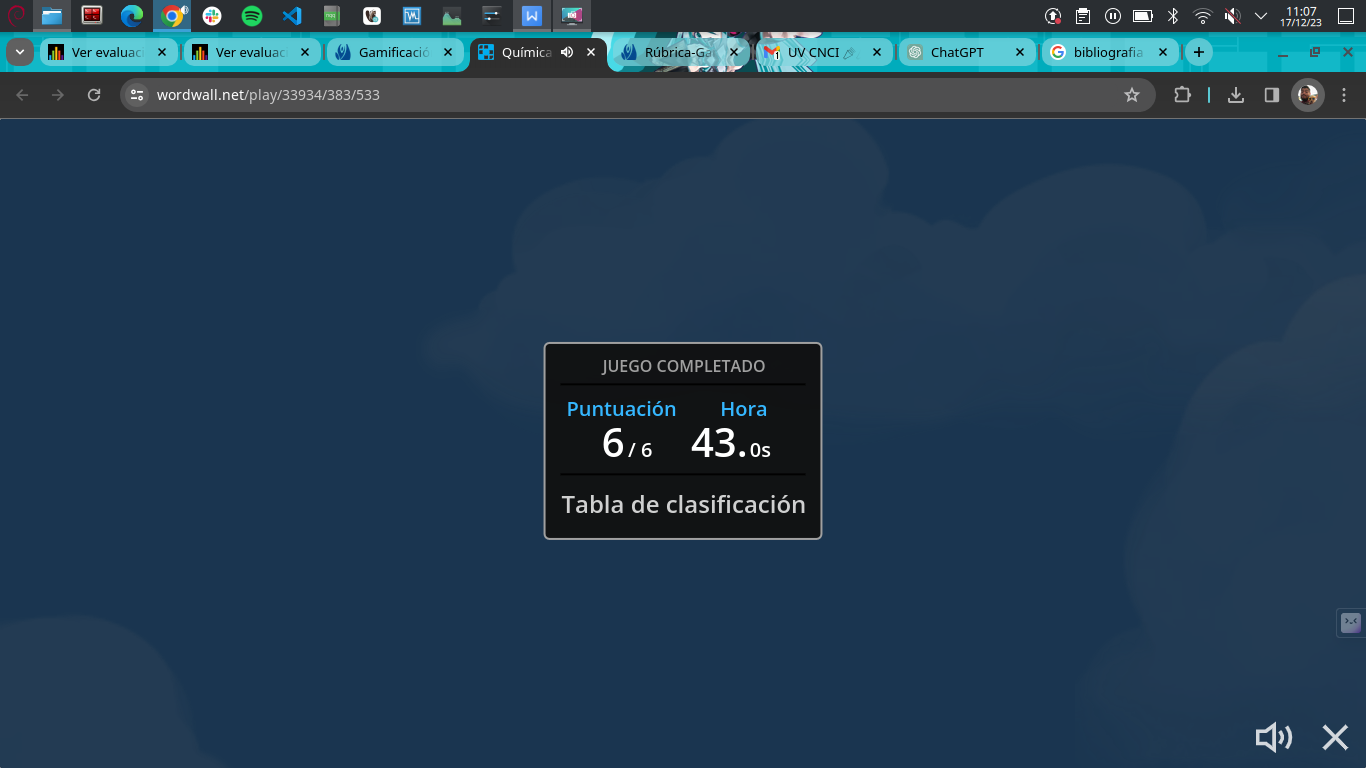 11:07
17/12/23
Ver evaluac
Ver evaluac
Gamificació
Química
Rúbrica-Ga
UV CNCI
ChatGPT
bibliografia
wordwall.net/play/33934/383/533
JUEGO COMPLETADO
Puntuación Hora
6 / 6 43.0s
Tabla de clasificación